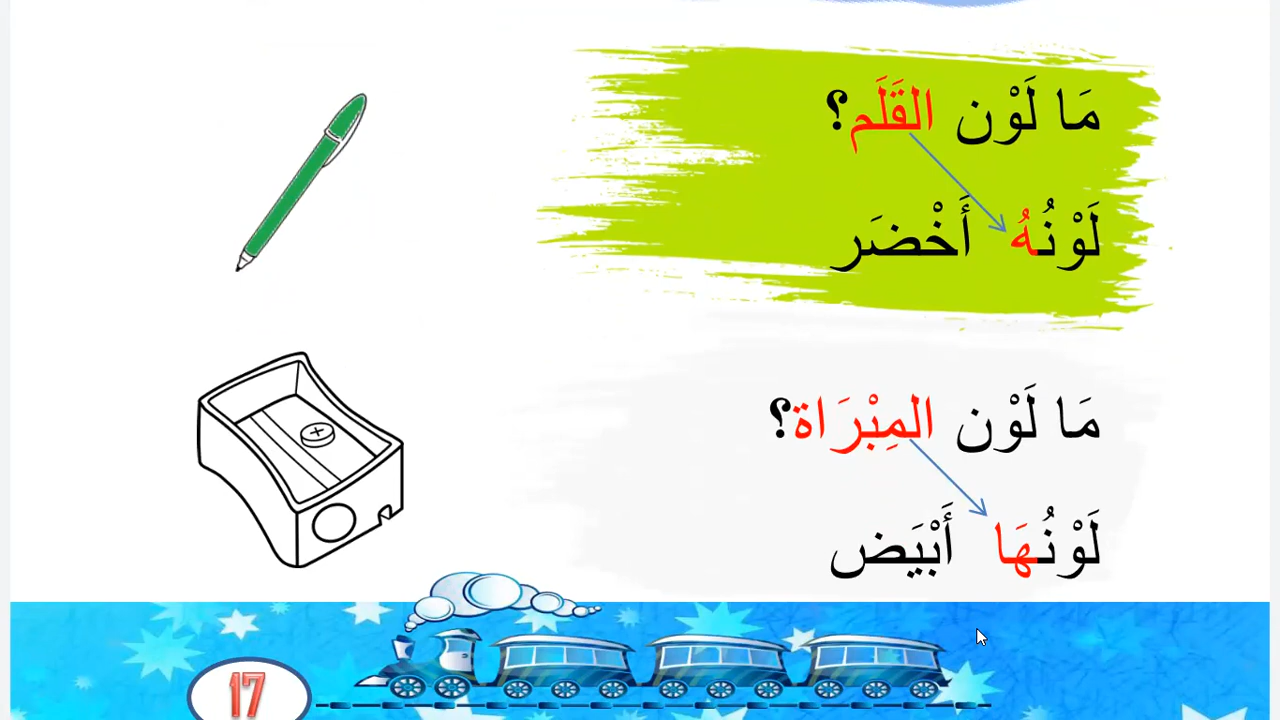 مَا لَوْن القَلَم؟
لَوْنُهُ أَخْضَر
مَا لَوْن المِبْرَاة؟
لَوْنُهَا أَبْيَض
17